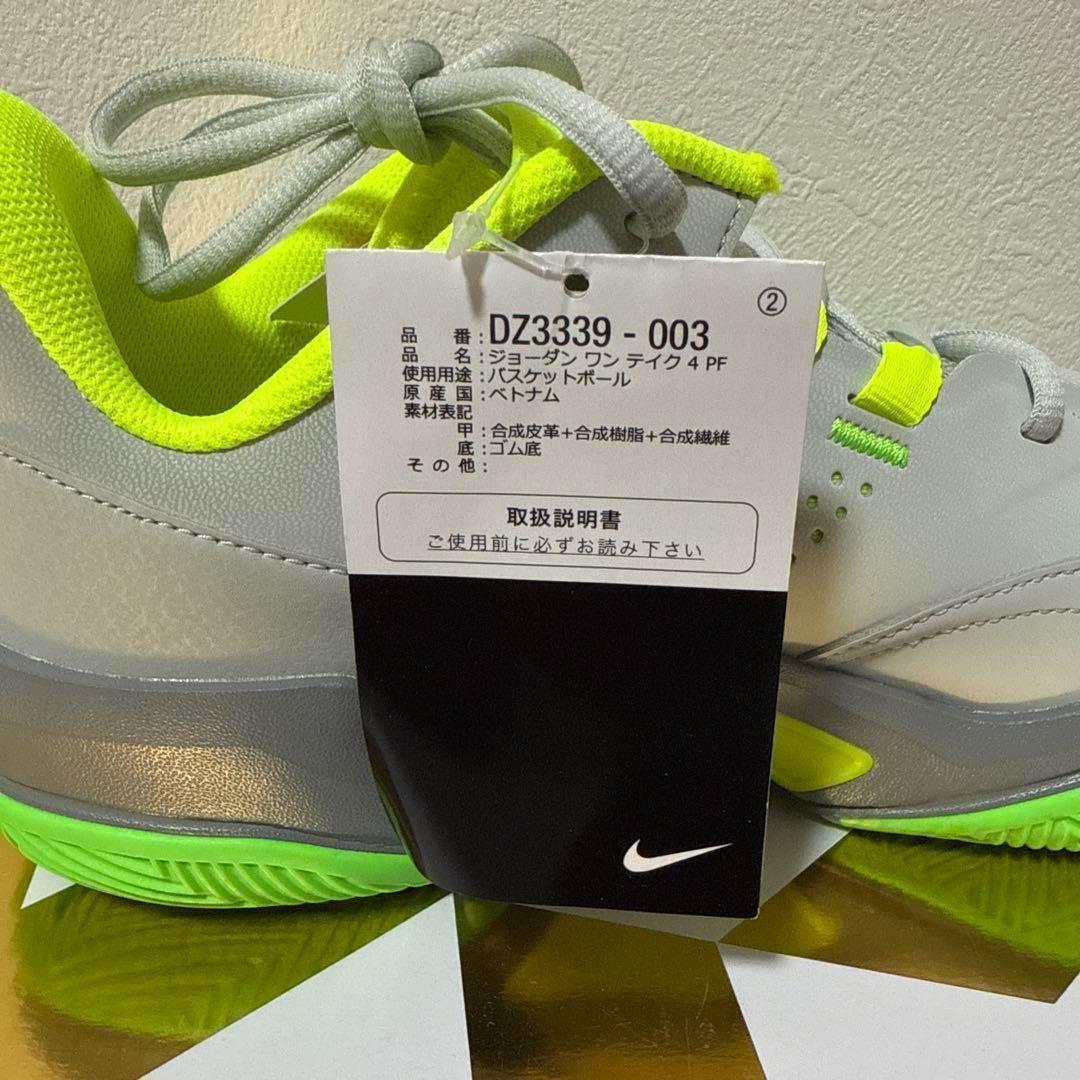 ②
品番:DZ3339-003
品名:ジョーダン ワン テイク 4 PF
使用用途:バスケットボール
原産国:ベトナム
素材表記
甲:合成皮革+合成樹脂+合成繊維
底:ゴム底
その他:
取扱説明書
ご使用前に必ずお読み下さい